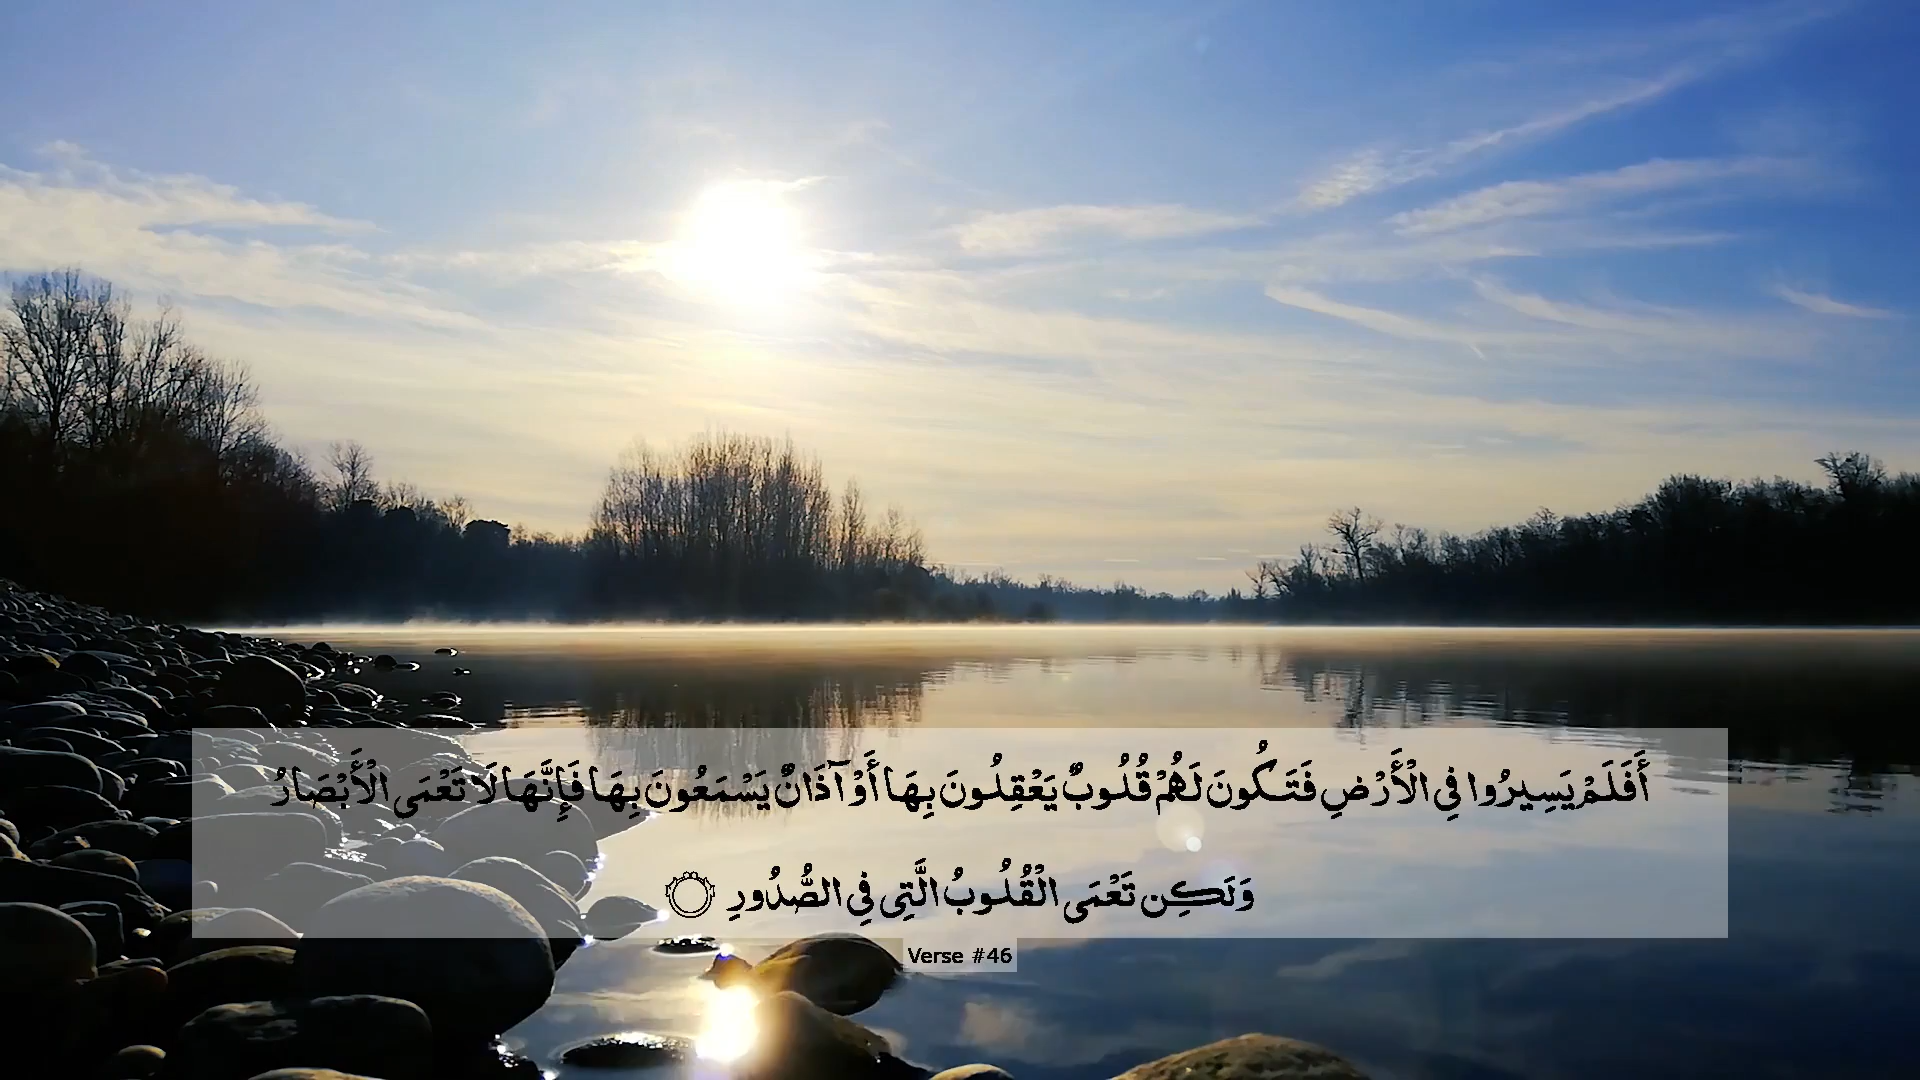 أَفَلَمْ يَسِيرُوا فِي الْأَرْضِ فَتَكُونَ لَهُمْ قُلُوبٌ يَعْقِلُونَ بِهَا أَوْ آذَانٌ يَسْمَعُونَ بِهَا فَإِنَّهَا لَا تَعْمَى الْأَبْصَارُ
وَلَكِن تَعْمَى الْقُلُوبُ الَّتِي فِي الصُّدُورِ ۝
Verse #46